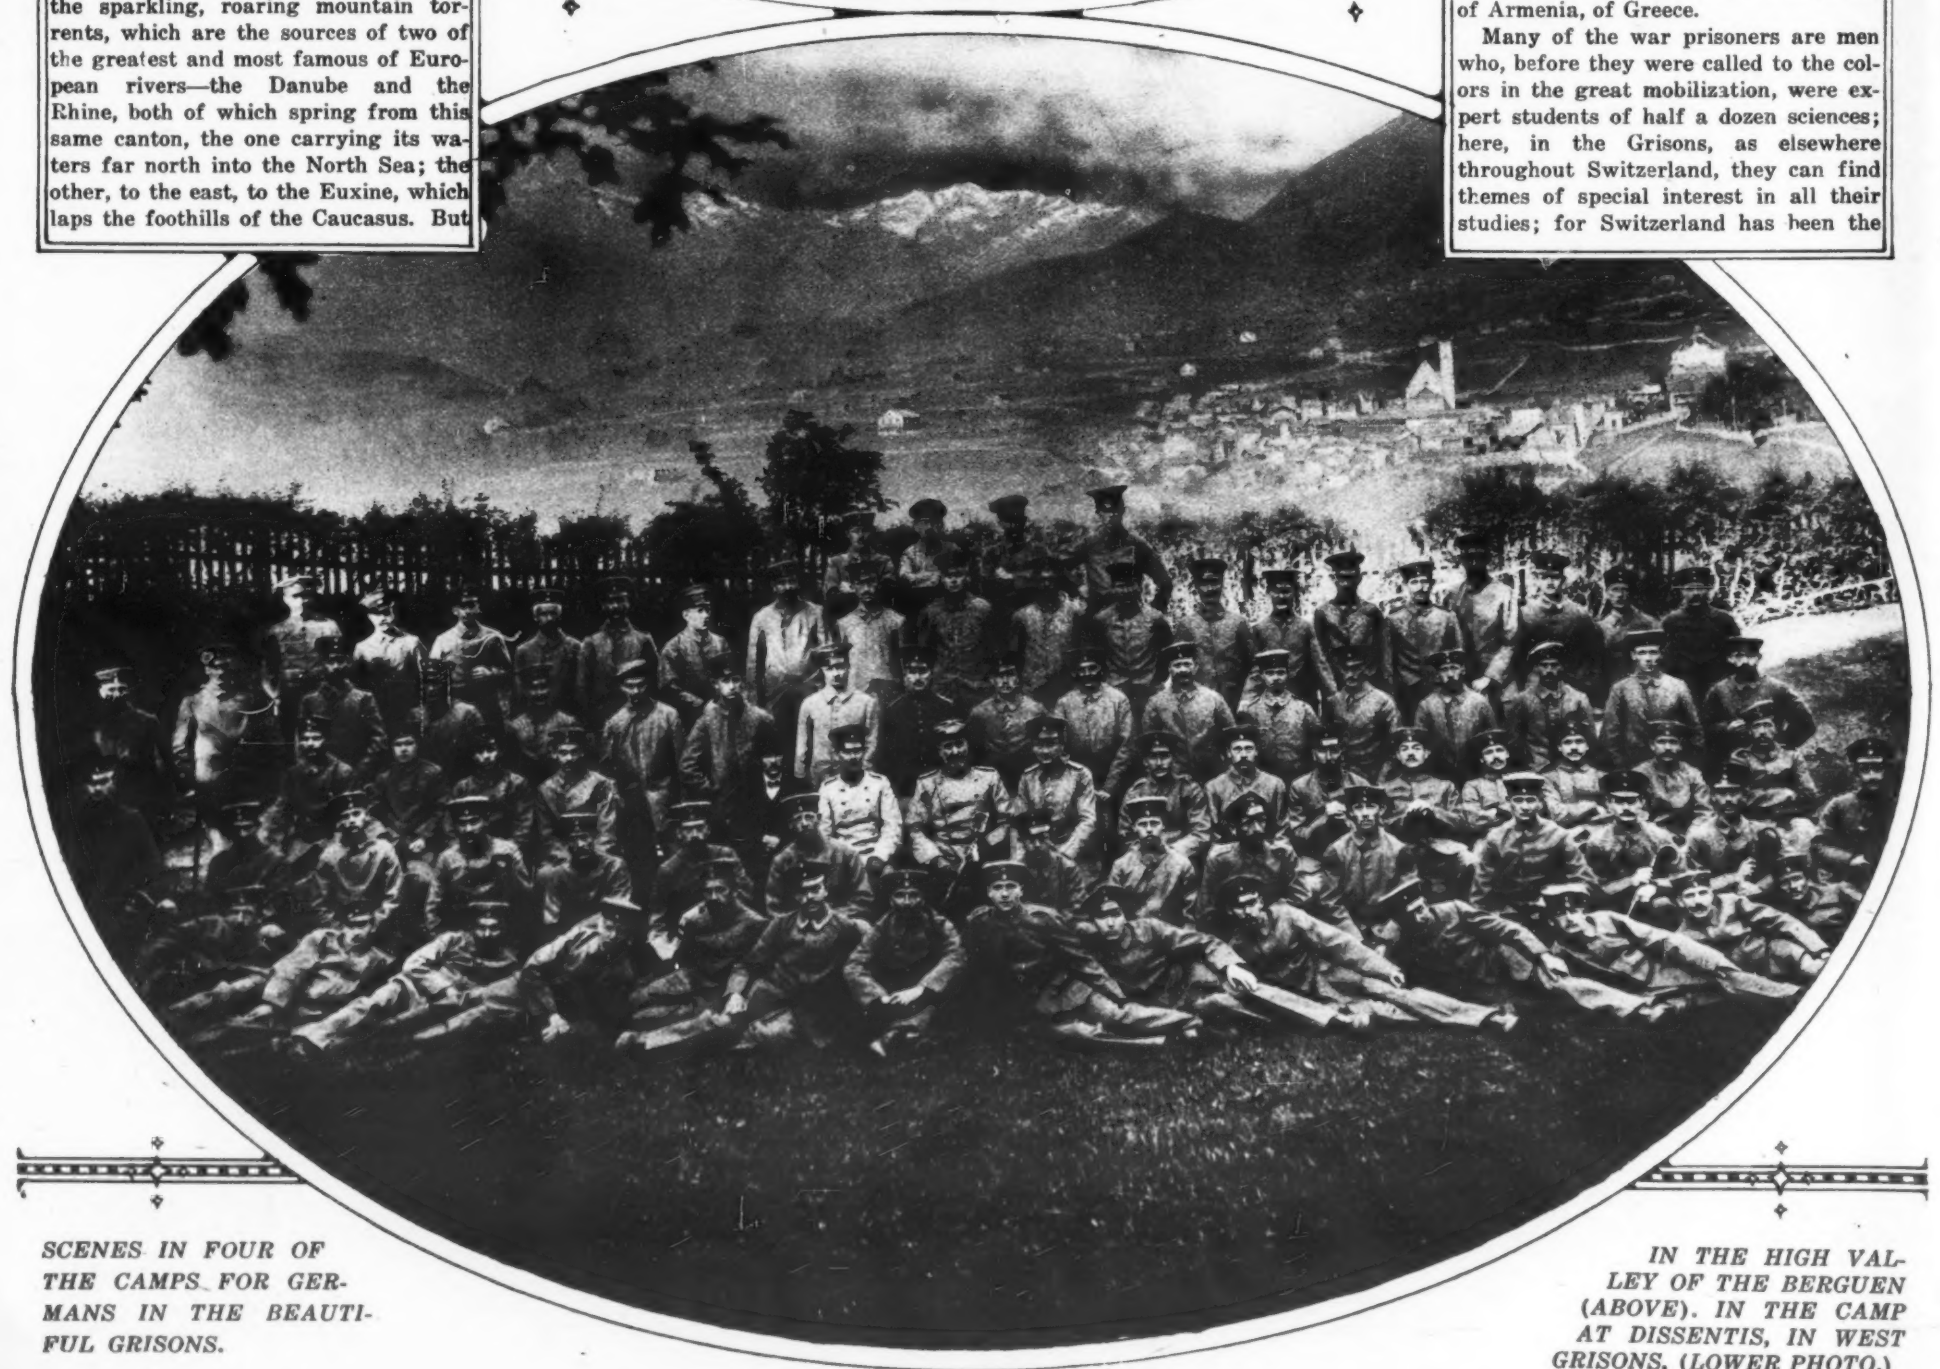 the sparkling, roaring mountain tor-
rents, which are the sources of two of
the greatest and most famous of Euro-
pean rivers—the Danube and the
Rhine, both of which spring from this
same canton, the one carrying its wa-
ters far north into the North Sea; the
other, to the east, to the Euxine, which
laps the foothills of the Caucasus. But
of Armenia, of Greece.
Many of the war prisoners are men
who, before they were called to the col-
ors in the great mobilization, were ex-
pert students of half a dozen sciences;
here, in the Grisons, as elsewhere
throughout Switzerland, they can find
themes of special interest in all their
studies; for Switzerland has been the
SCENES IN FOUR OF
THE CAMPS FOR GER-
MANS IN THE BEAUTI-
FUL GRISONS.
IN THE HIGH VAL-
LEY OF THE BERGUEN
(ABOVE). IN THE CAMP
AT DISSENTIS, IN WEST
GRISONS. (LOWER PHOTO.)